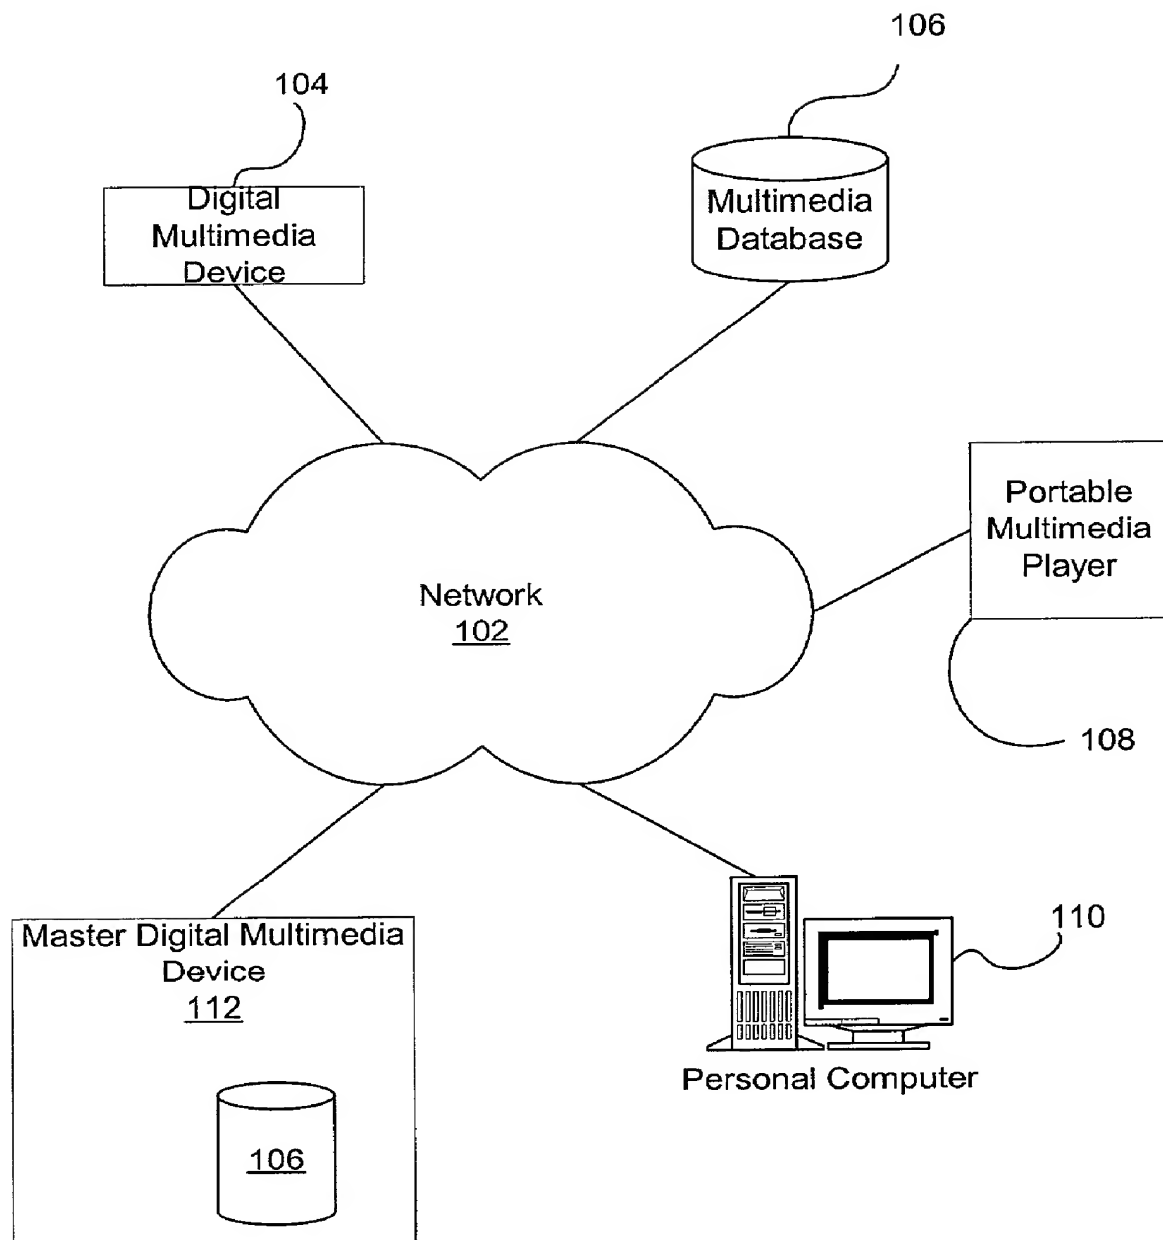 106
104
Digital
Multimedia
Device
Multimedia
Database
Portable
Multimedia
Player
Network
102
108
Master Digital Multimedia
Device
112
110
Personal Computer
106